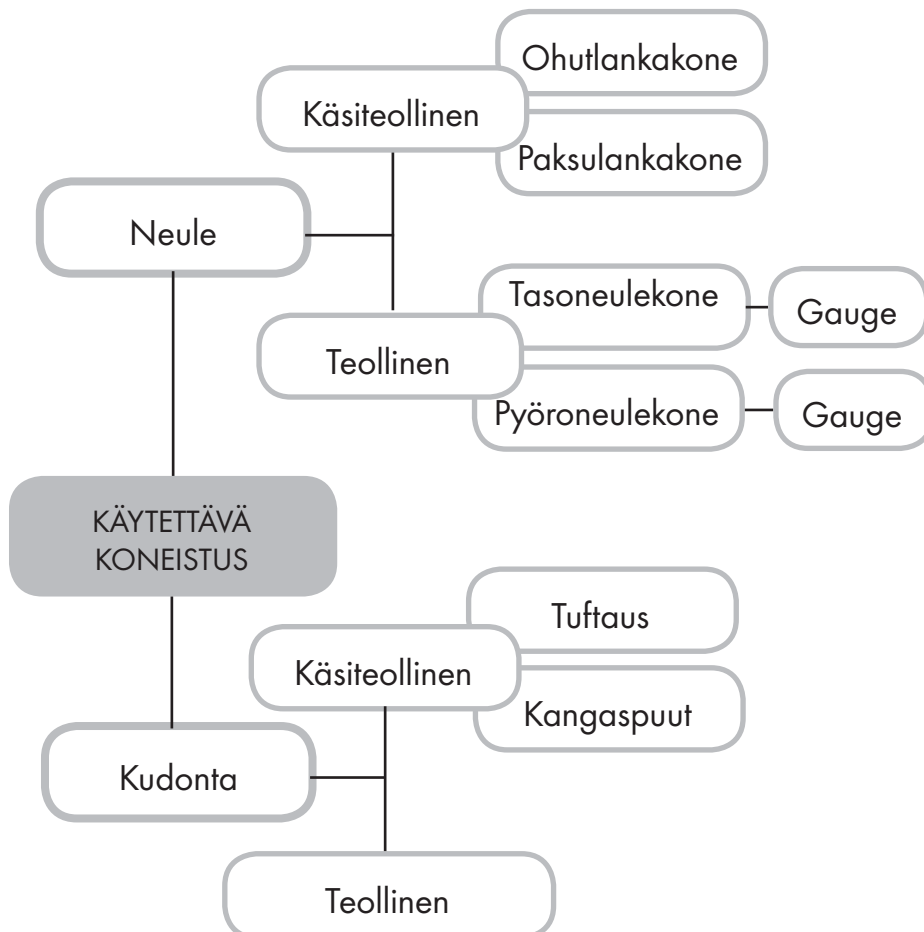 Ohutlankakone
Käsiteollinen
Paksulankakone
Neule
Tasoneulekone
Gauge
Teollinen
Pyöroneulekone
Gauge
KÄYTETTÄVÄ
KONEISTUS
Tuftaus
Käsiteollinen
Kangaspuut
Kudonta
Teollinen